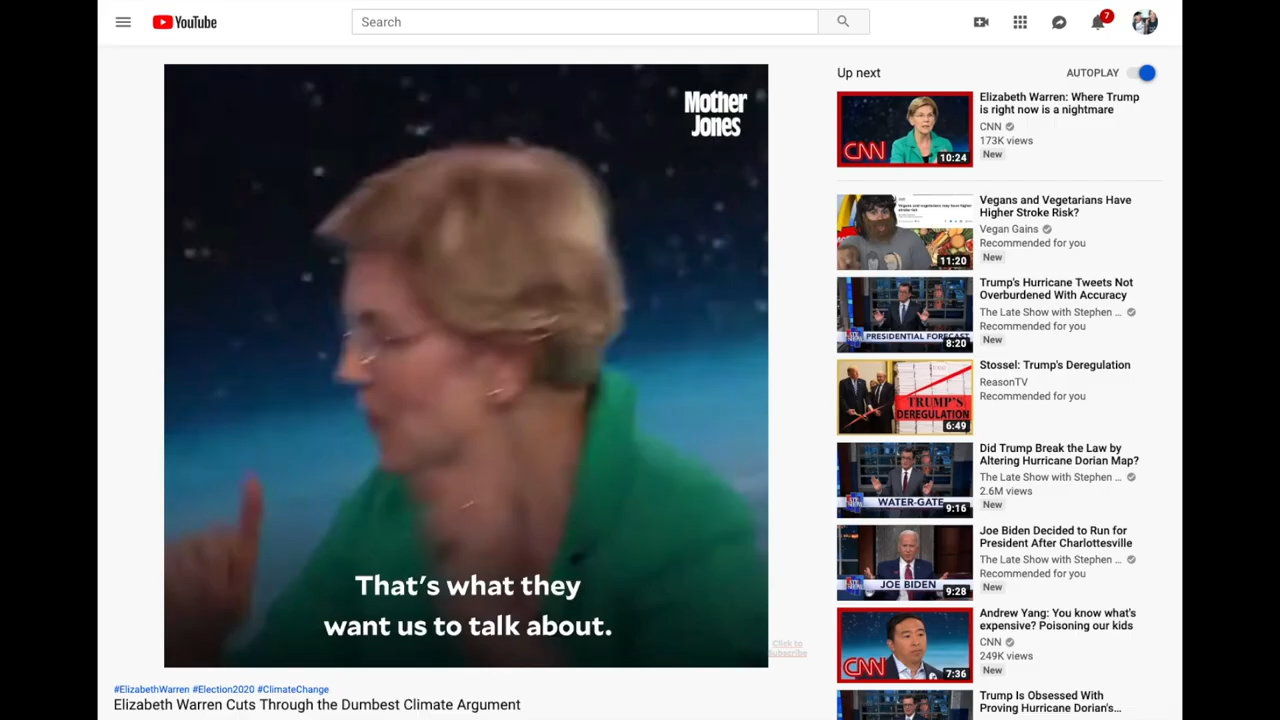 YouTube
Search
7
Mother
Jones
That's what they
want us to talk about.
Click to
Subscribe
#ElizabethWarren #Election2020 #ClimateChange
Elizabeth Warren Cuts Through the Dumbest Climate Argument
Up next
AUTOPLAY
CNN
10:24
Elizabeth Warren: Where Trump
is right now is a nightmare
CNN
173K views
New
11:20
Vegans and Vegetarians Have
Higher Stroke Risk?
Vegan Gains
Recommended for you
New
PRESIDENTIAL FORECAST
8:20
Trump's Hurricane Tweets Not
Overburdened With Accuracy
The Late Show with Stephen ...
Recommended for you
New
TRUMP'S
DEREGULATION
6:49
Stossel: Trump's Deregulation
ReasonTV
Recommended for you
WATER-GATE
9:16
Did Trump Break the Law by
Altering Hurricane Dorian Map?
The Late Show with Stephen ...
2.6M views
New
JOE BIDEN
9:28
Joe Biden Decided to Run for
President After Charlottesville
The Late Show with Stephen ...
Recommended for you
New
CNN
7:36
Andrew Yang: You know what's
expensive? Poisoning our kids
CNN
249K views
New
Trump Is Obsessed With
Proving Hurricane Dorian's...